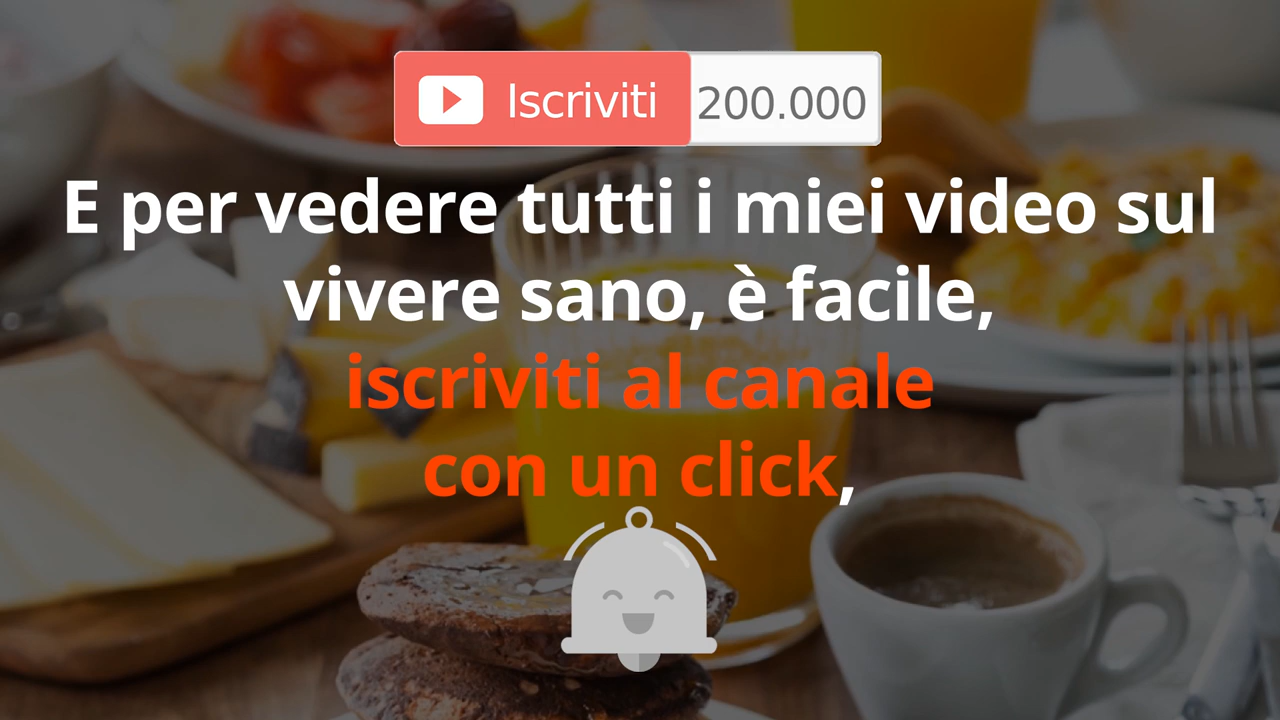 Iscriviti 200.000
E per vedere tutti i miei video sul
vivere sano, è facile,
iscriviti al canale
con un click,